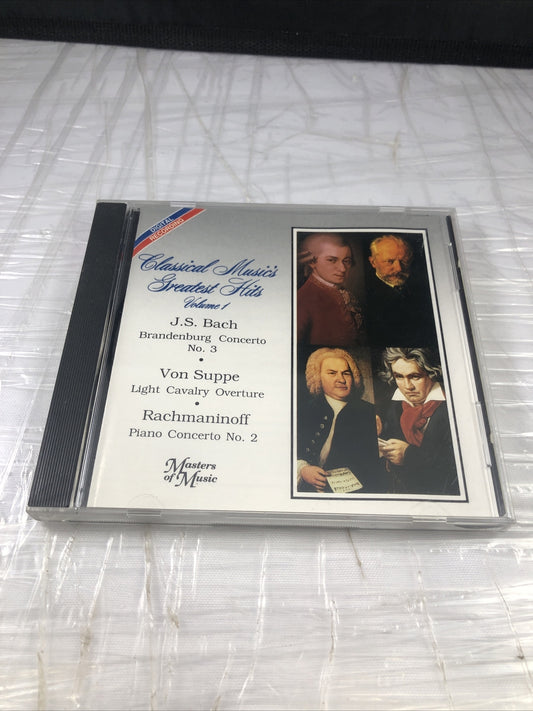 DIGITAL
RECORDING
Classical Music's
Greatest Hits
Volume 1
J.S. Bach
Brandenburg Concerto
No. 3
•
Von Suppe
Light Cavalry Overture
•
Rachmaninoff
Piano Concerto No. 2
Masters
of Music